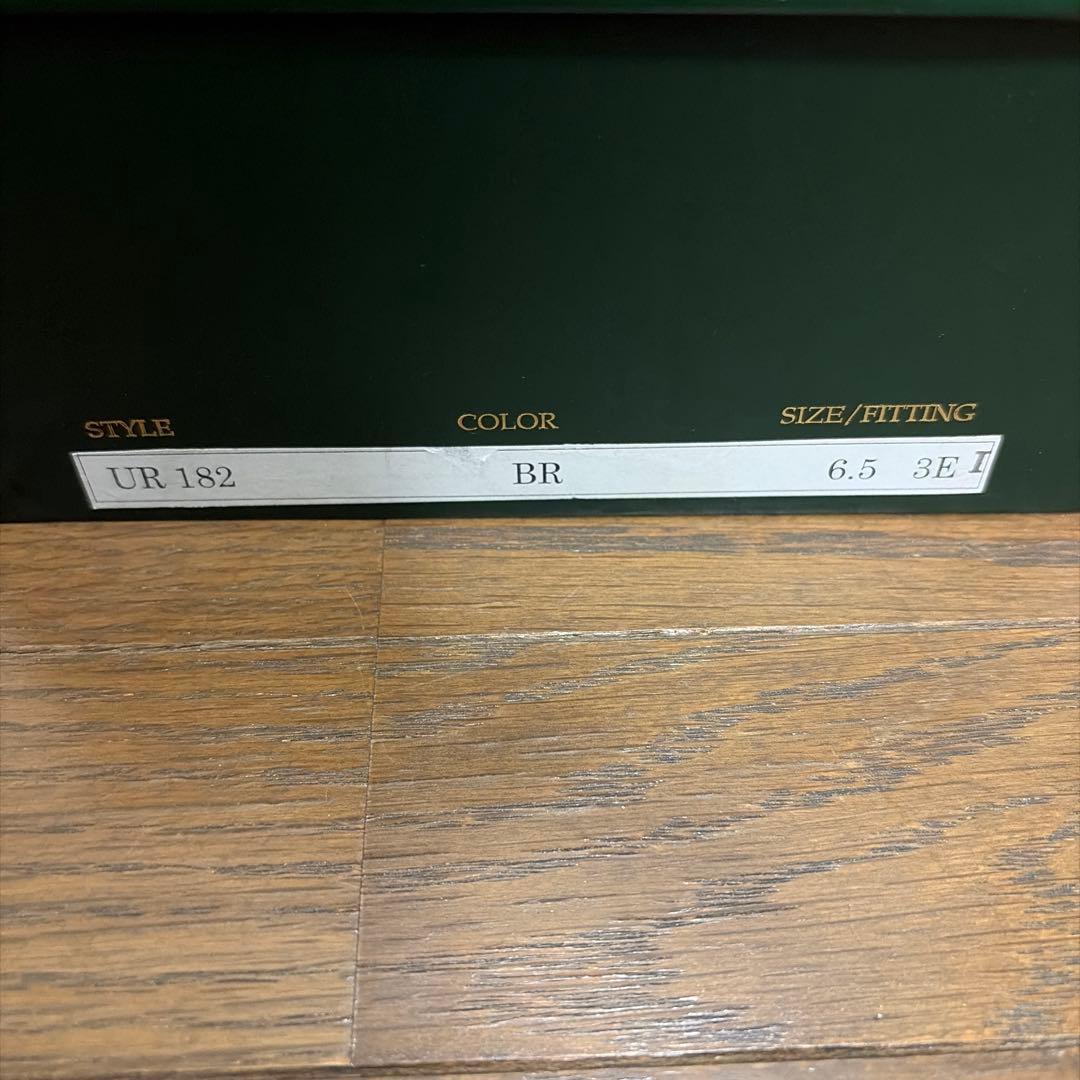 STYLE COLOR SIZE/FITTING
UR 182 BR 6.5 3E I